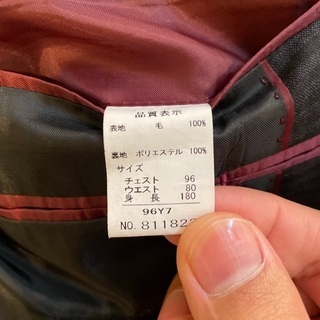 品質表示
表地 毛 100%
裏地 ポリエステル 100%
サイズ
チェスト 96
ウエスト 80
身 長 180
96Y7
NO. 81182